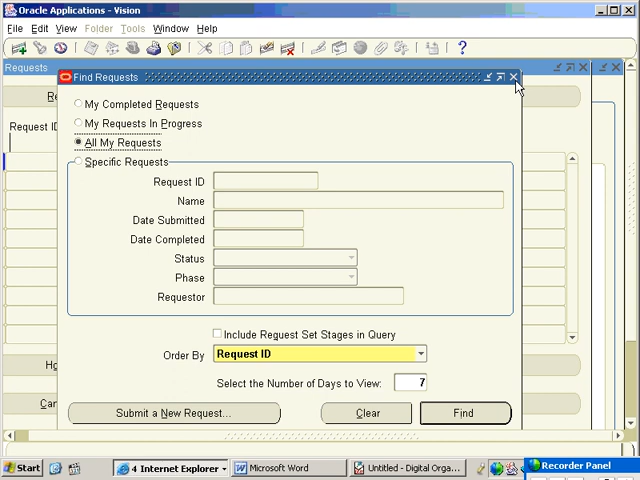 Oracle Applications - Vision
File Edit View Folder Tools Window Help
Requests
Find Requests
My Completed Requests
My Requests In Progress
Request ID
All My Requests
Specific Requests
Request ID
Name
Date Submitted
Date Completed
Status
Phase
Requestor
Include Request Set Stages in Query
Order By Request ID
Select the Number of Days to View: 7
Submit a New Request... Clear Find
Start 4 Internet Explorer Microsoft Word Untitled - Digital Orga... Recorder Panel